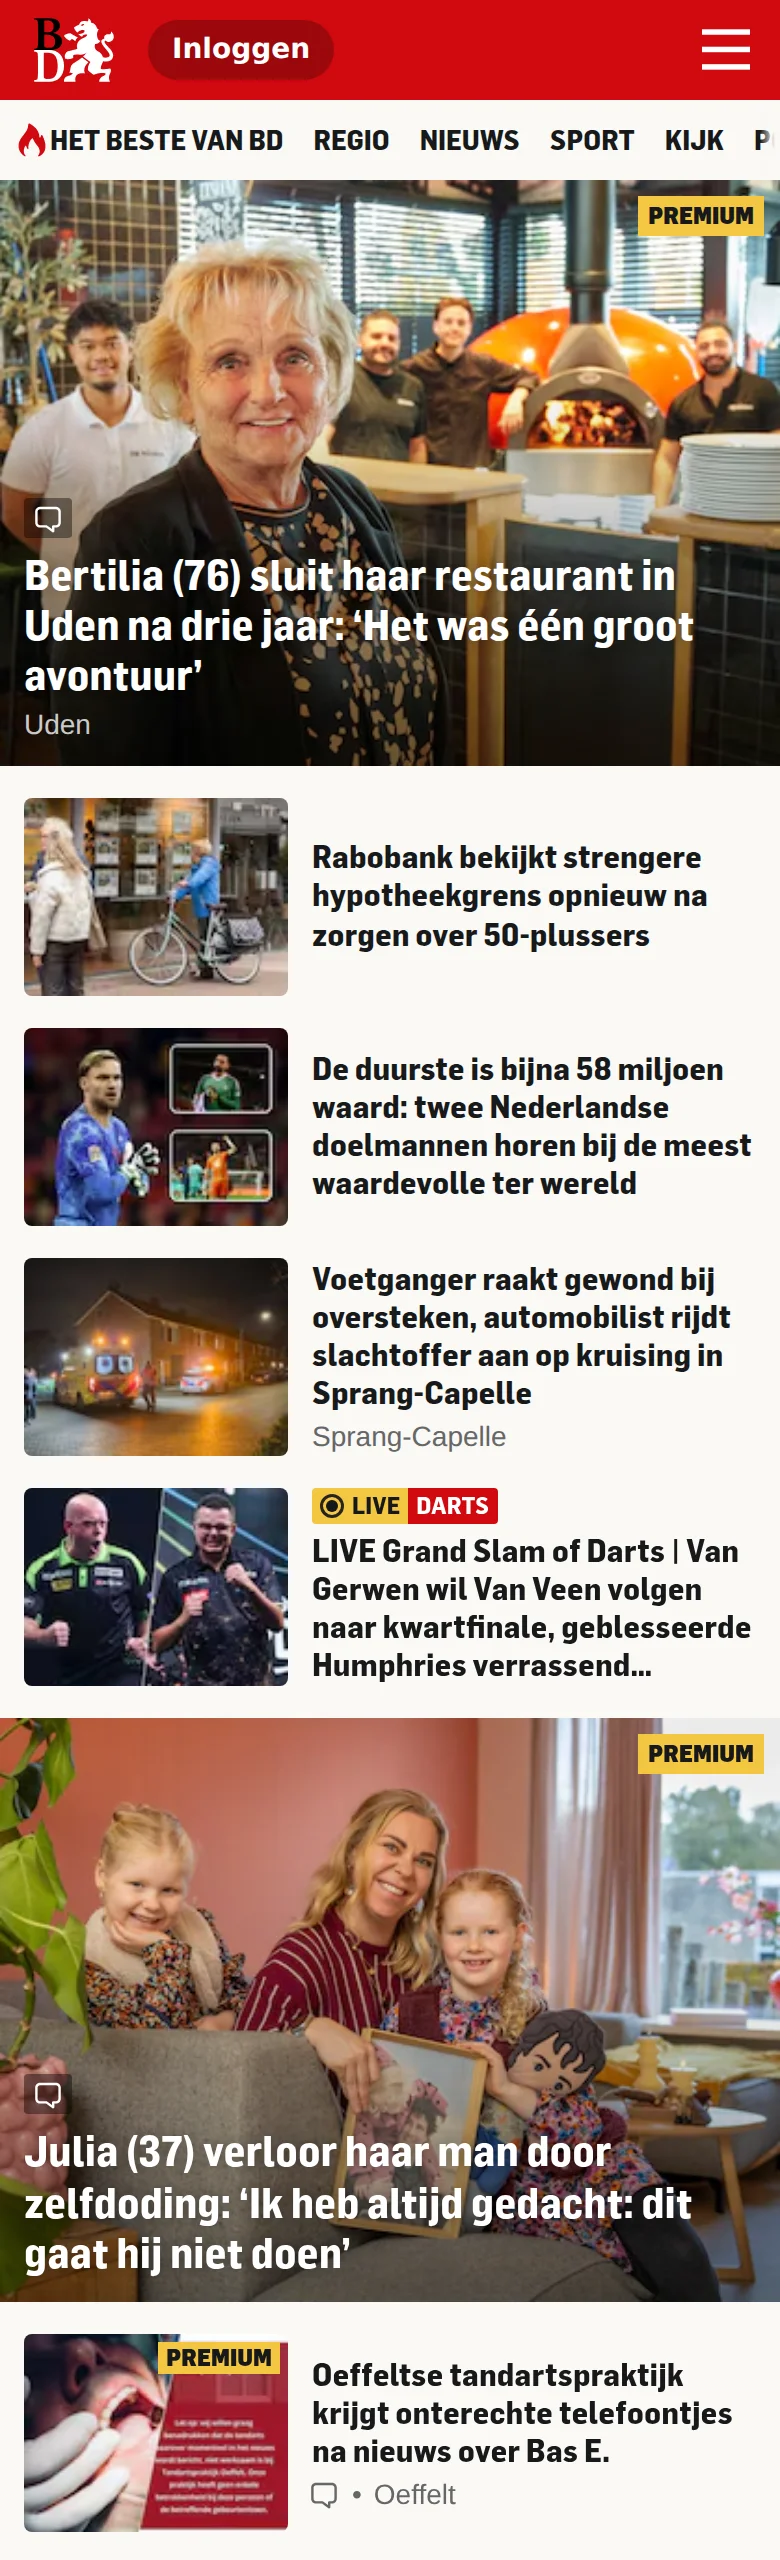 BD
Inloggen
HET BESTE VAN BD REGIO NIEUWS SPORT KIJK
PREMIUM
Bertilia (76) sluit haar restaurant in
Uden na drie jaar: ‘Het was één groot
avontuur’
Uden
Rabobank bekijkt strengere
hypotheekgrens opnieuw na
zorgen over 50-plussers
De duurste is bijna 58 miljoen
waard: twee Nederlandse
doelmannen horen bij de meest
waardevolle ter wereld
Voetganger raakt gewond bij
oversteken, automobilist rijdt
slachtoffer aan op kruising in
Sprang-Capelle
Sprang-Capelle
LIVE DARTS
LIVE Grand Slam of Darts | Van
Gerwen wil Van Veen volgen
naar kwartfinale, geblesseerde
Humphries verrassend...
PREMIUM
Julia (37) verloor haar man door
zelfdoding: ‘Ik heb altijd gedacht: dit
gaat hij niet doen’
PREMIUM
Oeffeltse tandartspraktijk
krijgt onterechte telefoontjes
na nieuws over Bas E.
• Oeffelt